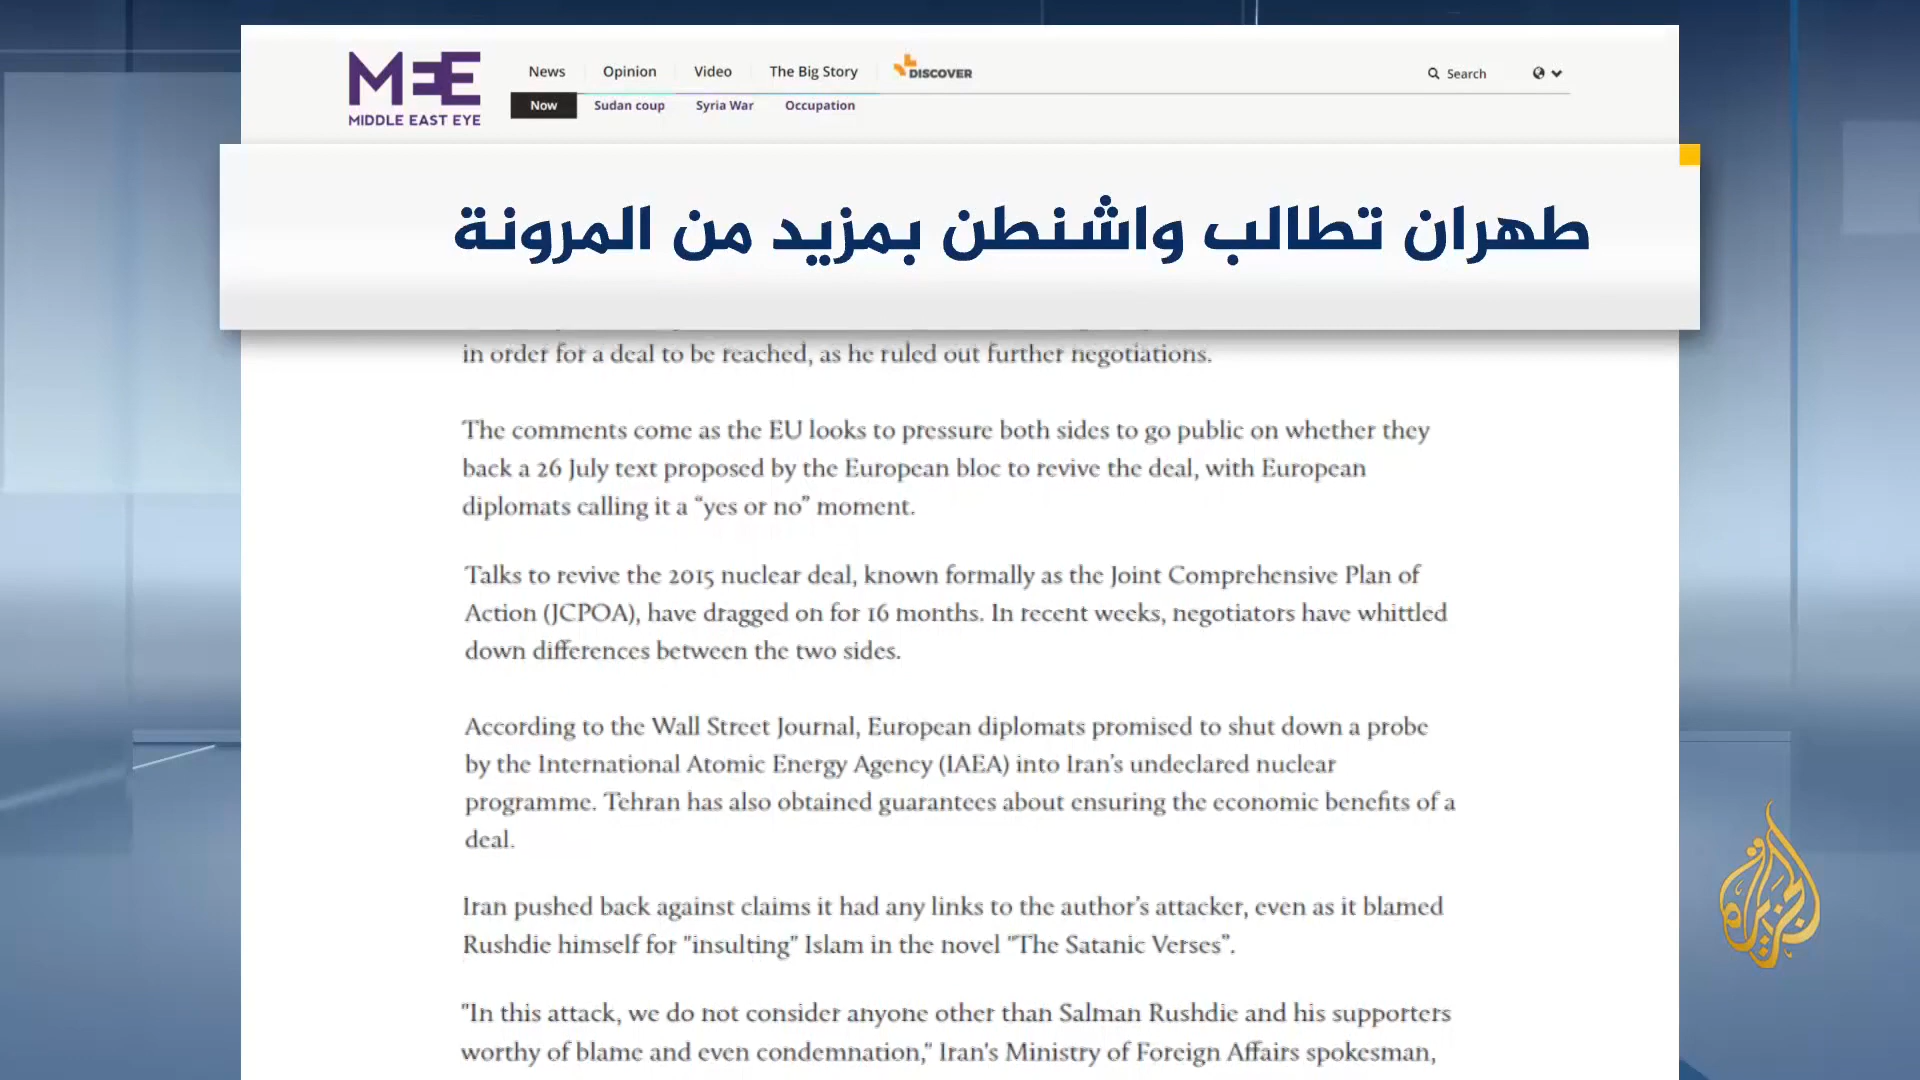 MEE
MIDDLE EAST EYE
News Opinion Video The Big Story DISCOVER
Search
Now Sudan coup Syria War Occupation
طهران تطالب واشنطن بمزيد من المرونة
in order for a deal to be reached, as he ruled out further negotiations.
The comments come as the EU looks to pressure both sides to go public on whether they
back a 26 July text proposed by the European bloc to revive the deal, with European
diplomats calling it a “yes or no” moment.
Talks to revive the 2015 nuclear deal, known formally as the Joint Comprehensive Plan of
Action (JCPOA), have dragged on for 16 months. In recent weeks, negotiators have whittled
down differences between the two sides.
According to the Wall Street Journal, European diplomats promised to shut down a probe
by the International Atomic Energy Agency (IAEA) into Iran’s undeclared nuclear
programme. Tehran has also obtained guarantees about ensuring the economic benefits of a
deal.
Iran pushed back against claims it had any links to the author’s attacker, even as it blamed
Rushdie himself for "insulting" Islam in the novel "The Satanic Verses”.
"In this attack, we do not consider anyone other than Salman Rushdie and his supporters
worthy of blame and even condemnation," Iran's Ministry of Foreign Affairs spokesman,
الجزيرة